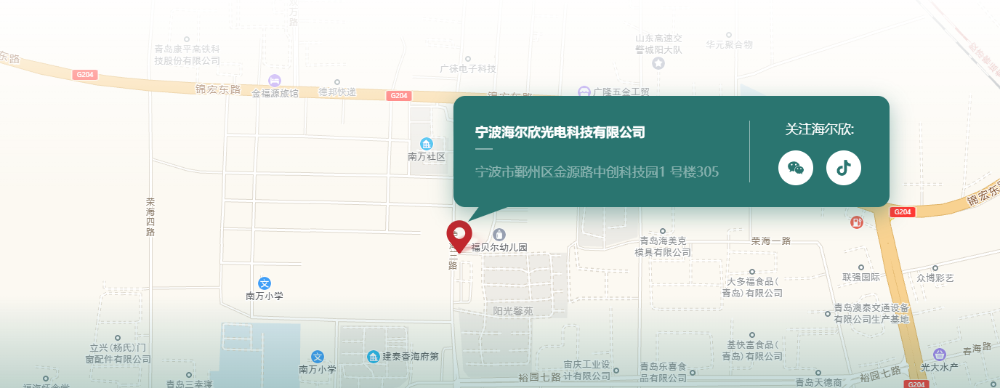 东路
G204
锦宏东路
青岛康平高铁科
技股份有限公司
金福源旅馆
德邦快递
G204
广徕电子科技
山东高速交
警城阳大队
华元聚合物
锦宏东路
广隆五金工贸
南万社区
宁波海尔欣光电科技有限公司
宁波市鄞州区金源路中创科技园1 号楼305
关注海尔欣:
锦宏东路
G204
荣海四路
福贝尔幼儿园
三路
青岛海美克
模具有限公司
荣海一路
联强国际
众博彩艺
大多福食品(
青岛)有限公司
南万小学
阳光馨苑
青岛澳泰交通设备
有限公司生产基地
立兴(杨氏)门
窗配件有限公司
南万小学
建泰香海府第
基快富食品(
青岛)有限公司
春海路
光大水产
宙庆工业设
计有限公司
青岛乐喜食
品有限公司
裕园七路
裕园七路
青岛三幸寝
青岛天德商
G204